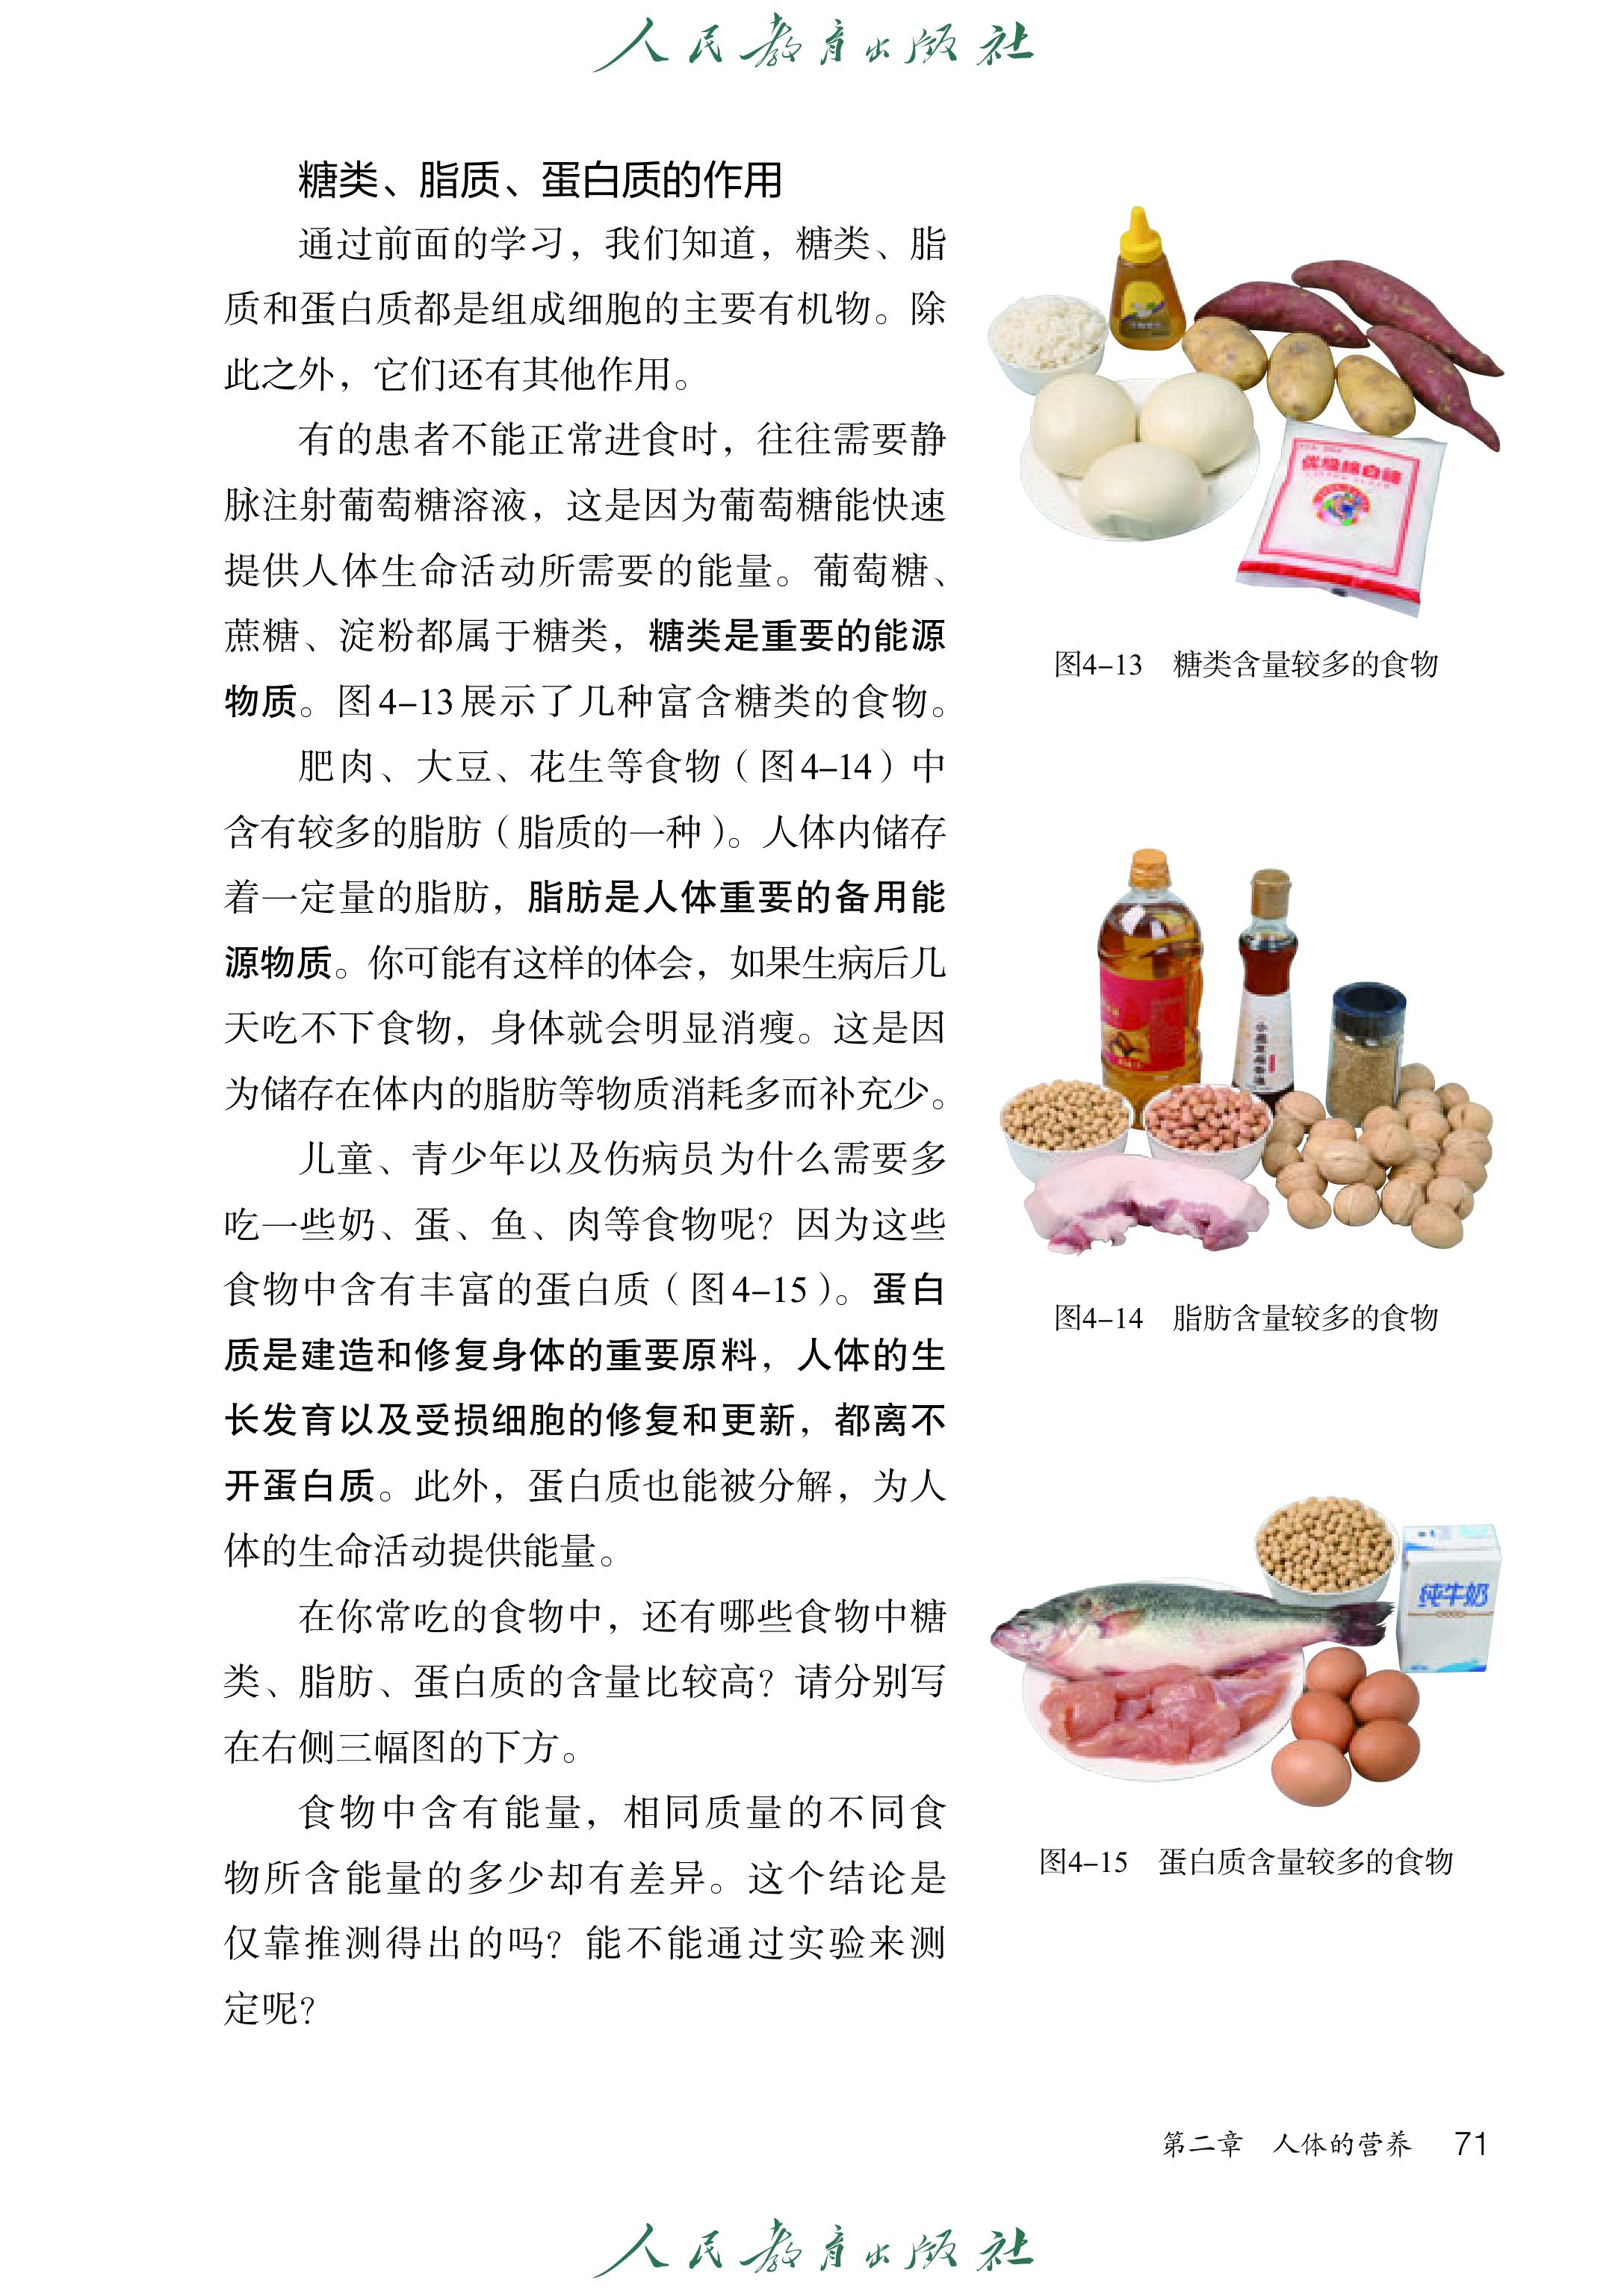 人民教育出版社
糖类、脂质、蛋白质的作用
通过前面的学习，我们知道，糖类、脂
质和蛋白质都是组成细胞的主要有机物。除
此之外，它们还有其他作用。
有的患者不能正常进食时，往往需要静
脉注射葡萄糖溶液，这是因为葡萄糖能快速
提供人体生命活动所需要的能量。葡萄糖、
蔗糖、淀粉都属于糖类，糖类是重要的能源
物质。图4-13展示了几种富含糖类的食物。
肥肉、大豆、花生等食物（图4-14）中
含有较多的脂肪（脂质的一种）。人体内储存
着一定量的脂肪，脂肪是人体重要的备用能
源物质。你可能有这样的体会，如果生病后几
天吃不下食物，身体就会明显消瘦。这是因
为储存在体内的脂肪等物质消耗多而补充少。
儿童、青少年以及伤病员为什么需要多
吃一些奶、蛋、鱼、肉等食物呢？因为这些
食物中含有丰富的蛋白质（图4-15）。蛋白
质是建造和修复身体的重要原料，人体的生
长发育以及受损细胞的修复和更新，都离不
开蛋白质。此外，蛋白质也能被分解，为人
体的生命活动提供能量。
在你常吃的食物中，还有哪些食物中糖
类、脂肪、蛋白质的含量比较高？请分别写
在右侧三幅图的下方。
食物中含有能量，相同质量的不同食
物所含能量的多少却有差异。这个结论是
仅靠推测得出的吗？能不能通过实验来测
定呢？
优级绵白糖
图4-13 糖类含量较多的食物
图4-14 脂肪含量较多的食物
纯牛奶
图4-15 蛋白质含量较多的食物
第二章 人体的营养 71
人民教育出版社